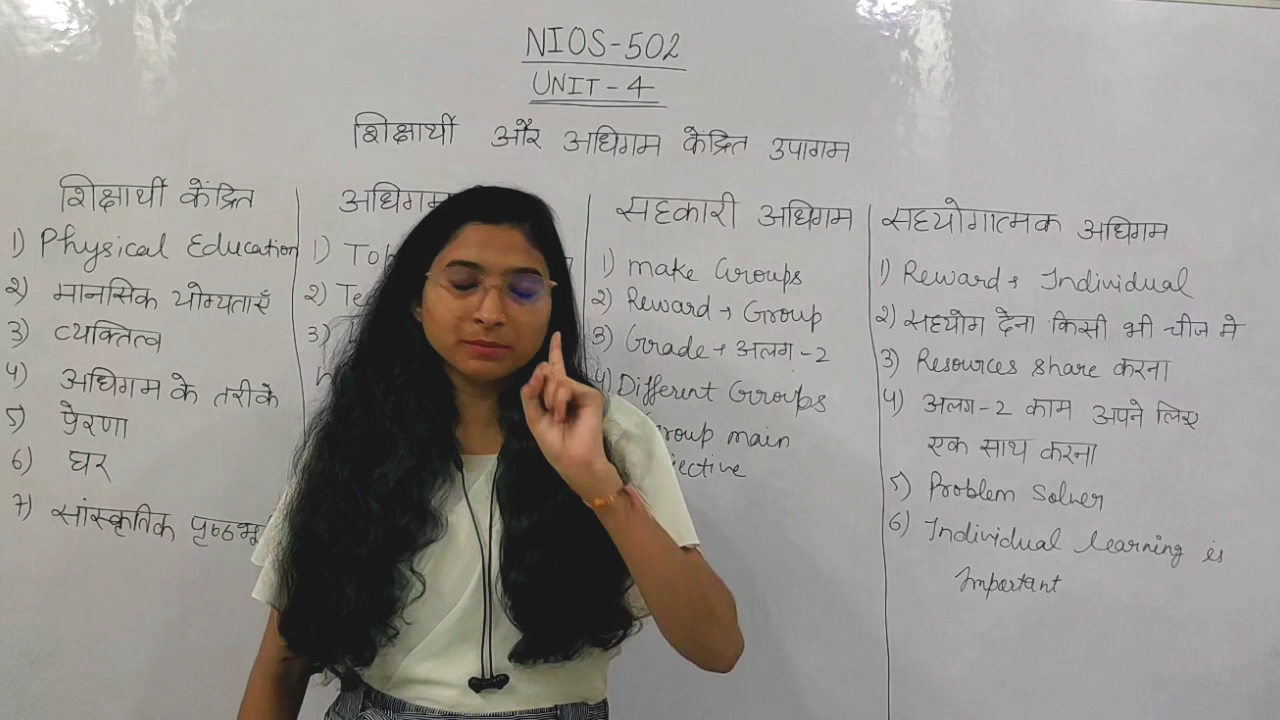 NIOS-502
UNIT-4
शिक्षार्थी और अधिगम केंद्रित उपागम
शिक्षार्थी केंद्रित
1) Physical Education
2) मानसिक योग्यताएँ
3) व्यक्तित्व
4) अधिगम के तरीके
5) प्रेरणा
6) घर
7) सांस्कृतिक
अधिगम
1)
2)
3)
सहकारी अधिगम
1) make Groups
2) Reward → Group
3) Grade → अलग-2
4) Different Groups
main
सहयोगात्मक अधिगम
1) Reward → Individual
2) सहयोग देना किसी भी चीज में
3) Resources share करना
4) अलग-2 काम अपने लिए
एक साथ करना
5) Problem Solver
6) Individual learning is
Important